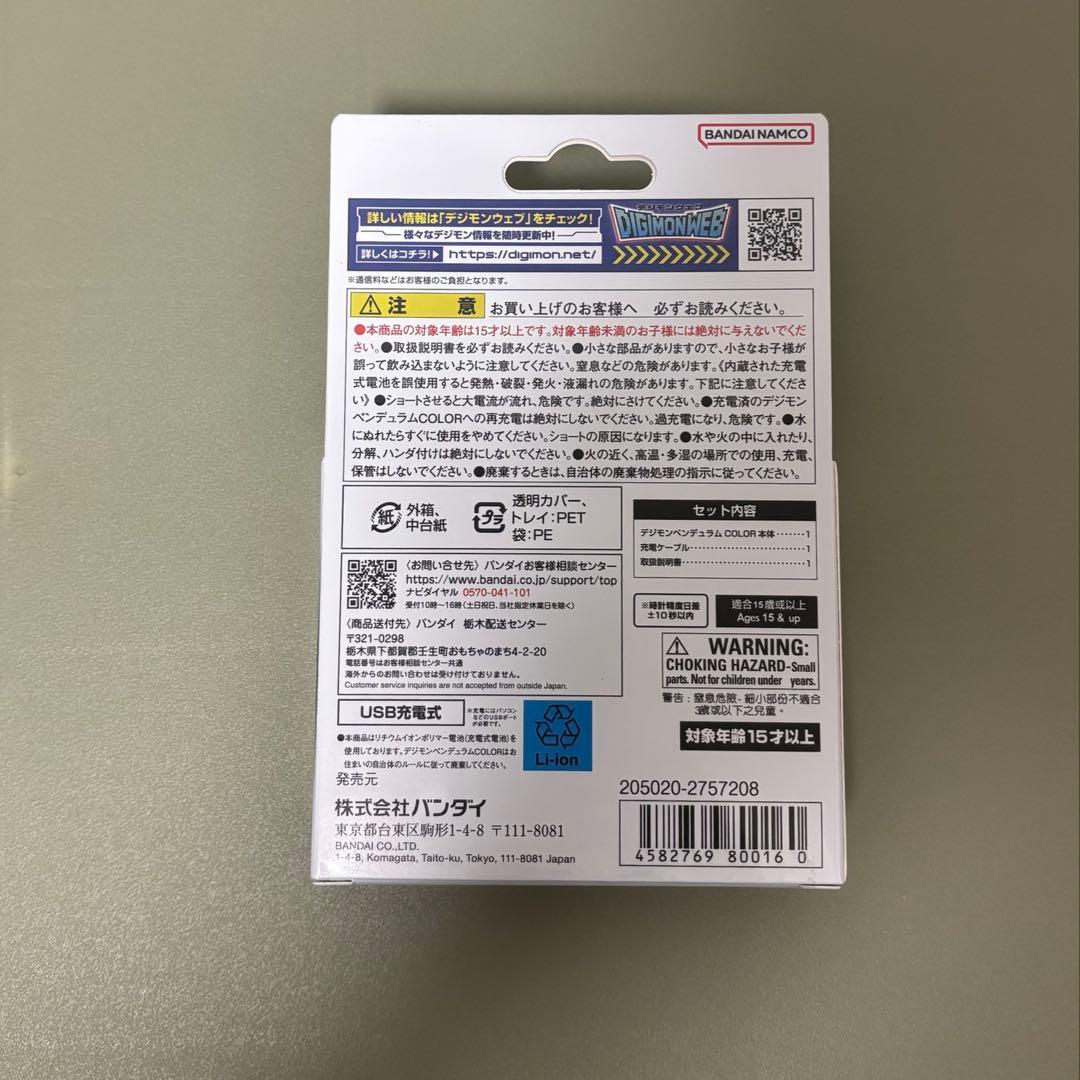 BANDAI NAMCO
詳しい情報は「デジモンウェブ」をチェック!
様々なデジモン情報を随時更新中!
詳しくはコチラ!▶ https://digimon.net/
デジモンウェブ
DIGIMONWEB
※通信料などはお客様のご負担となります。
⚠注 意 お買い上げのお客様へ 必ずお読みください。
●本商品の対象年齢は15才以上です。対象年齢未満のお子様には絶対に与えないでくだ
さい。●取扱説明書を必ずお読みください。●小さな部品がありますので、小さなお子様が
誤って飲み込まないように注意してください。窒息などの危険があります。《内蔵された充電
式電池を誤使用すると発熱・破裂・発火・液漏れの危険があります。下記に注意してくださ
い》●ショートさせると大電流が流れ、危険です。絶対にさけてください。●充電済のデジモン
ペンデュラムCOLORへの再充電は絶対にしないでください。過充電になり、危険です。●水
にぬれたらすぐに使用をやめてください。ショートの原因になります。●水や火の中に入れたり、
分解、ハンダ付けは絶対にしないでください。●火の近く、高温・多湿の場所での使用、充電、
保管はしないでください。●廃棄するときは、自治体の廃棄物処理の指示に従ってください。
紙 外箱、
中台紙
プラ 透明カバー、
トレイ:PET
袋:PE
セット内容
デジモンペンデュラム COLOR 本体‥‥‥1
充電ケーブル‥‥‥‥‥‥‥‥‥‥1
取扱説明書‥‥‥‥‥‥‥‥‥‥‥1
〈お問い合せ先〉バンダイお客様相談センター
https://www.bandai.co.jp/support/top
ナビダイヤル 0570-041-101
受付10時〜16時(土日祝日、当社指定休業日を除く)
〈商品送付先〉バンダイ 栃木配送センター
〒321-0298
栃木県下都賀郡壬生町おもちゃのまち4-2-20
電話番号はお客様相談センター共通
海外からのお問い合わせは受け付けておりません。
Customer service inquiries are not accepted from outside Japan.
※時計精度日差
±10秒以内
適合15歲或以上
Ages 15 & up
⚠ WARNING:
CHOKING HAZARD-Small
parts. Not for children under years.
警告:窒息危險-細小部份不適合
3歲或以下之兒童。
対象年齢15才以上
USB充電式
※充電にはパソコン
などのUSBポート
が必要です。
Li-ion
●本商品はリチウムイオンポリマー電池(充電式電池)を
使用しております。デジモンペンデュラムCOLORはお
住まいの自治体のルールに従って廃棄してください。
発売元
株式会社バンダイ
東京都台東区駒形1-4-8 〒111-8081
BANDAI CO.,LTD.
1-4-8, Komagata, Taito-ku, Tokyo, 111-8081 Japan
205020-2757208
4582769 80016 0